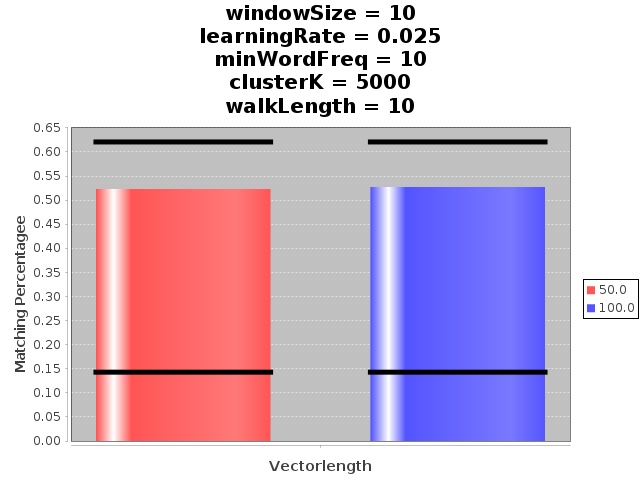 windowSize = 10
learningRate = 0.025
minWordFreq = 10
clusterK = 5000
walkLength = 10
0.65
0.60
0.55
0.50
0.45
0.40
0.35
0.30
0.25
0.20
0.15
0.10
0.05
0.00
Matching Percentagee
50.0
100.0
Vectorlength